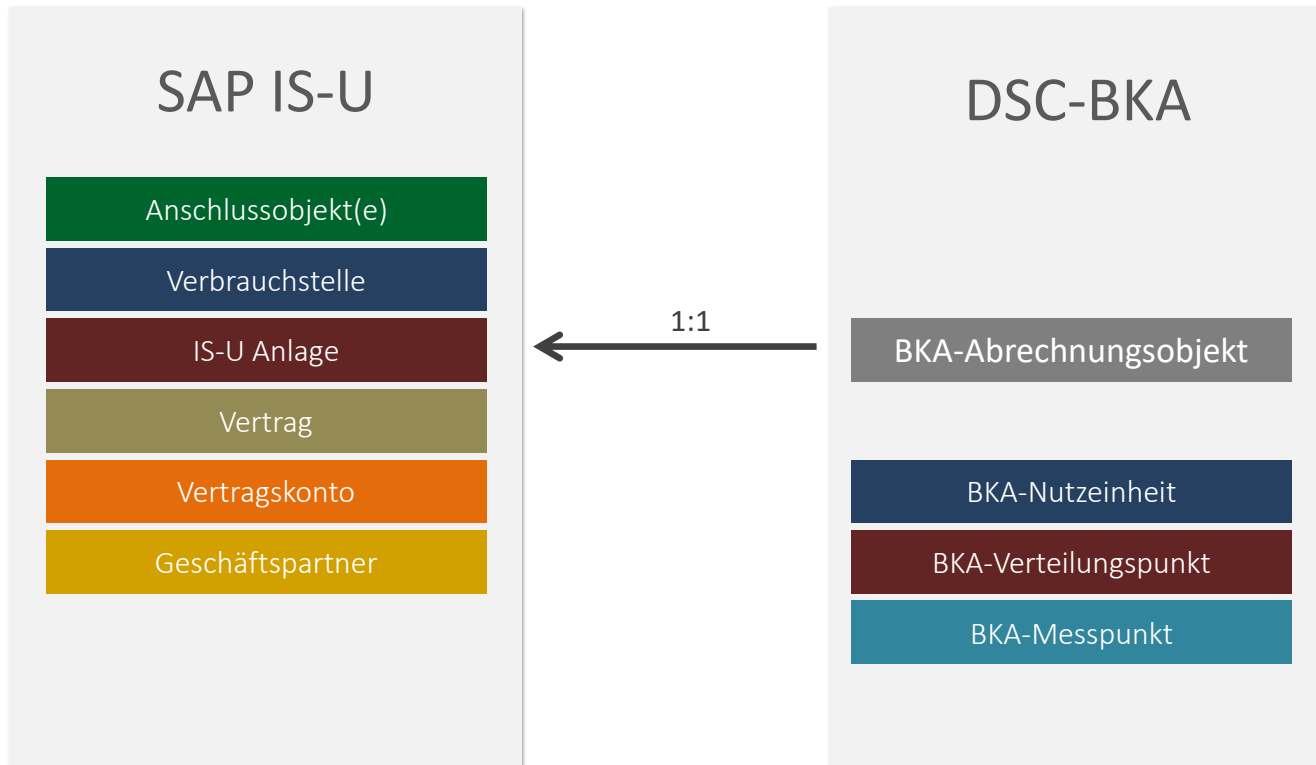 SAP IS-U
Anschlussobjekt(e)
Verbrauchstelle
IS-U Anlage
Vertrag
Vertragskonto
Geschäftspartner
1:1
DSC-BKA
BKA-Abrechnungsobjekt
BKA-Nutzeinheit
BKA-Verteilungspunkt
BKA-Messpunkt